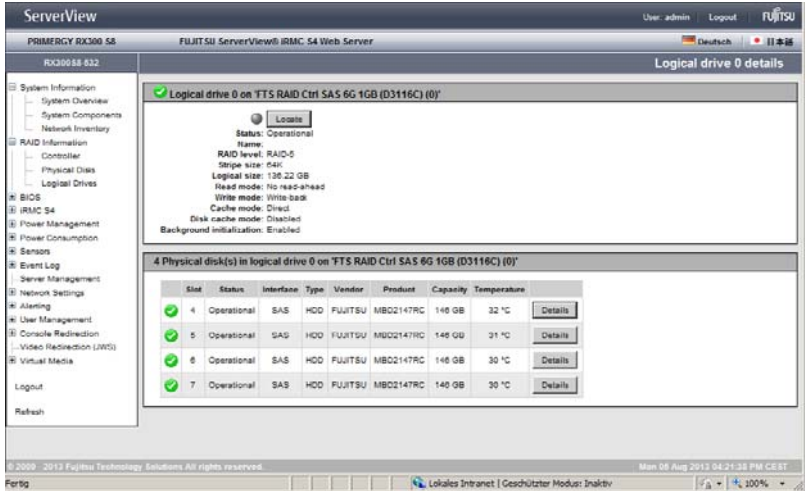 ServerView
User: admin Logout FUJITSU
PRIMERGY RX300 S8 FUJITSU ServerView® iRMC S4 Web Server Deutsch 日本語
RX300S8-532 Logical drive 0 details
System Information
System Overview
System Components
Network Inventory
RAID Information
Controller
Physical Disks
Logical Drives
BIOS
iRMC S4
Power Management
Power Consumption
Sensors
Event Log
Server Management
Network Settings
Alerting
User Management
Console Redirection
Video Redirection (JWS)
Virtual Media
Logout
Refresh
Logical drive 0 on 'FTS RAID Ctrl SAS 6G 1GB (D3116C) (0)'
Locate
Status: Operational
Name:
RAID level: RAID-5
Stripe size: 64K
Logical size: 136.22 GB
Read mode: No read-ahead
Write mode: Write-back
Cache mode: Direct
Disk cache mode: Disabled
Background initialization: Enabled
4 Physical disk(s) in logical drive 0 on 'FTS RAID Ctrl SAS 6G 1GB (D3116C) (0)'
Slot Status Interface Type Vendor Product Capacity Temperature
4 Operational SAS HDD FUJITSU MBD2147RC 146 GB 32 °C Details
5 Operational SAS HDD FUJITSU MBD2147RC 146 GB 31 °C Details
6 Operational SAS HDD FUJITSU MBD2147RC 146 GB 30 °C Details
7 Operational SAS HDD FUJITSU MBD2147RC 146 GB 30 °C Details
© 2009 - 2013 Fujitsu Technology Solutions All rights reserved. Mon 05 Aug 2013 04:21:38 PM CEST
Fertig Lokales Intranet | Geschützter Modus: Inaktiv 100%